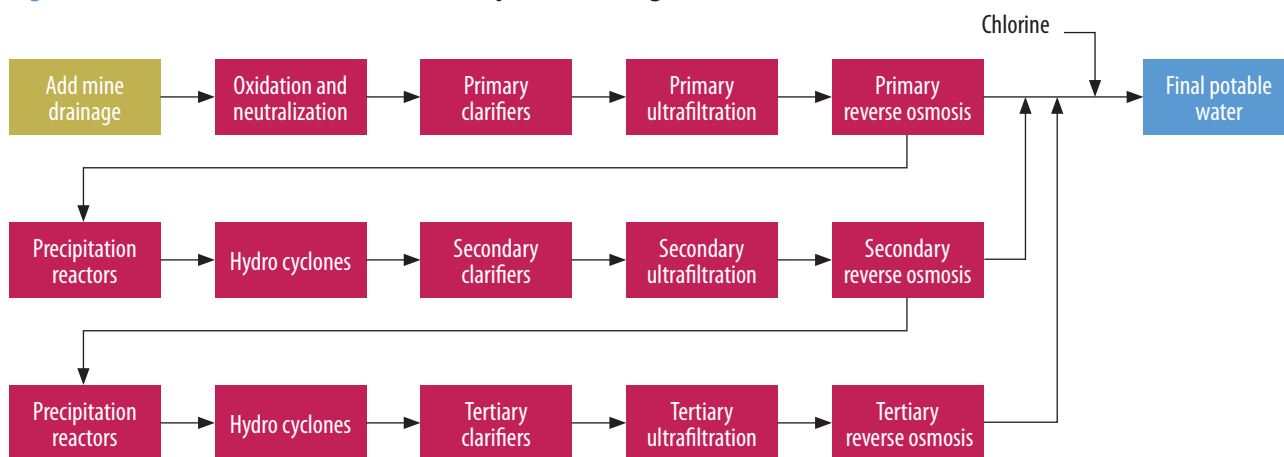 Chlorine
Add mine
drainage
Oxidation and
neutralization
Primary
clarifiers
Primary
ultrafiltration
Primary
reverse osmosis
Final potable
water
Precipitation
reactors
Hydro cyclones
Secondary
clarifiers
Secondary
ultrafiltration
Secondary
reverse osmosis
Precipitation
reactors
Hydro cyclones
Tertiary
clarifiers
Tertiary
ultrafiltration
Tertiary
reverse osmosis